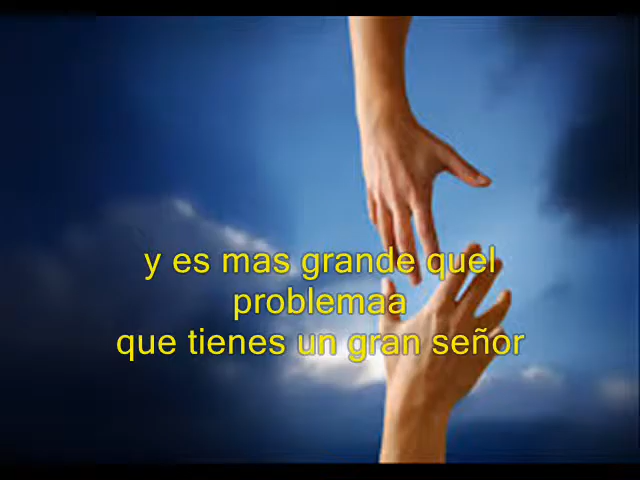 y es mas grande quel
problemaa
que tienes un gran señor